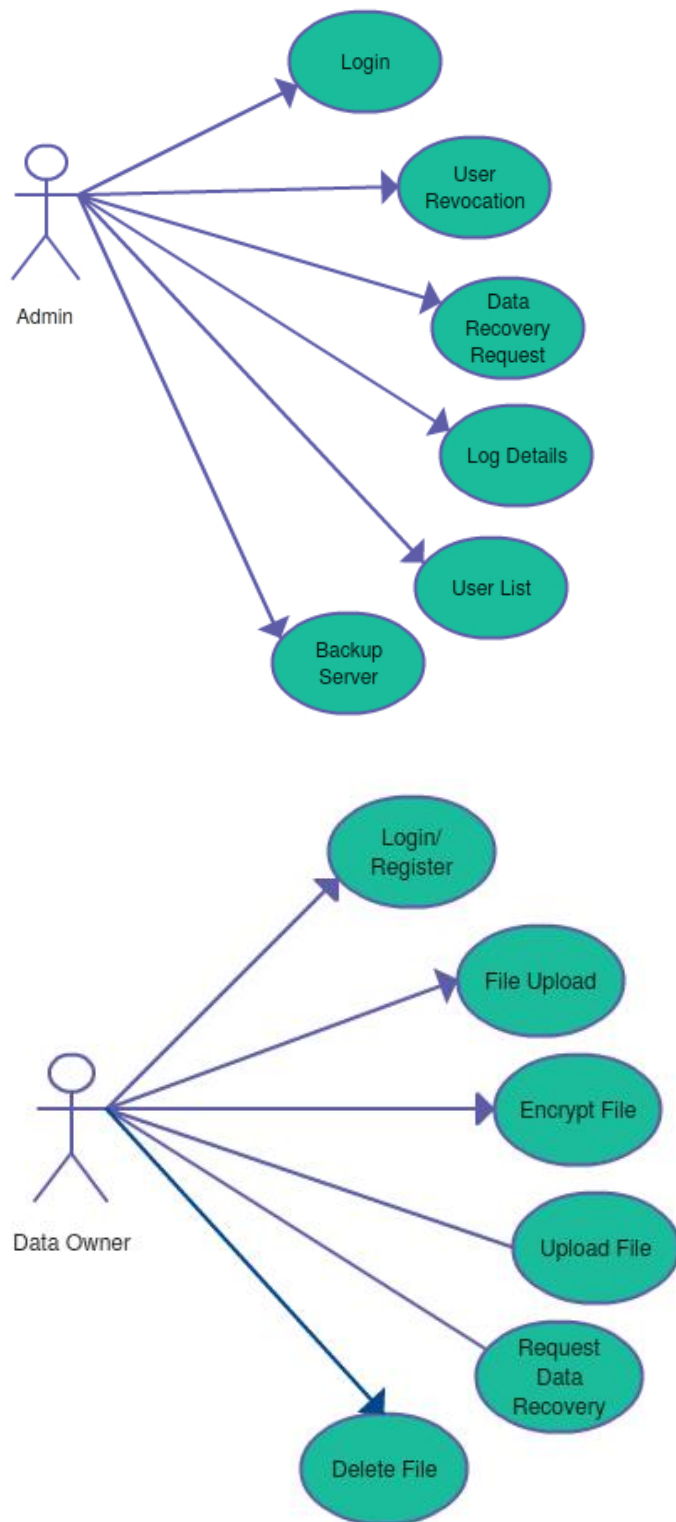 Login
User
Revocation
Admin
Data
Recovery
Request
Log Details
User List
Backup
Server
Login/
Register
File Upload
Encrypt File
Data Owner
Upload File
Request
Data
Recovery
Delete File